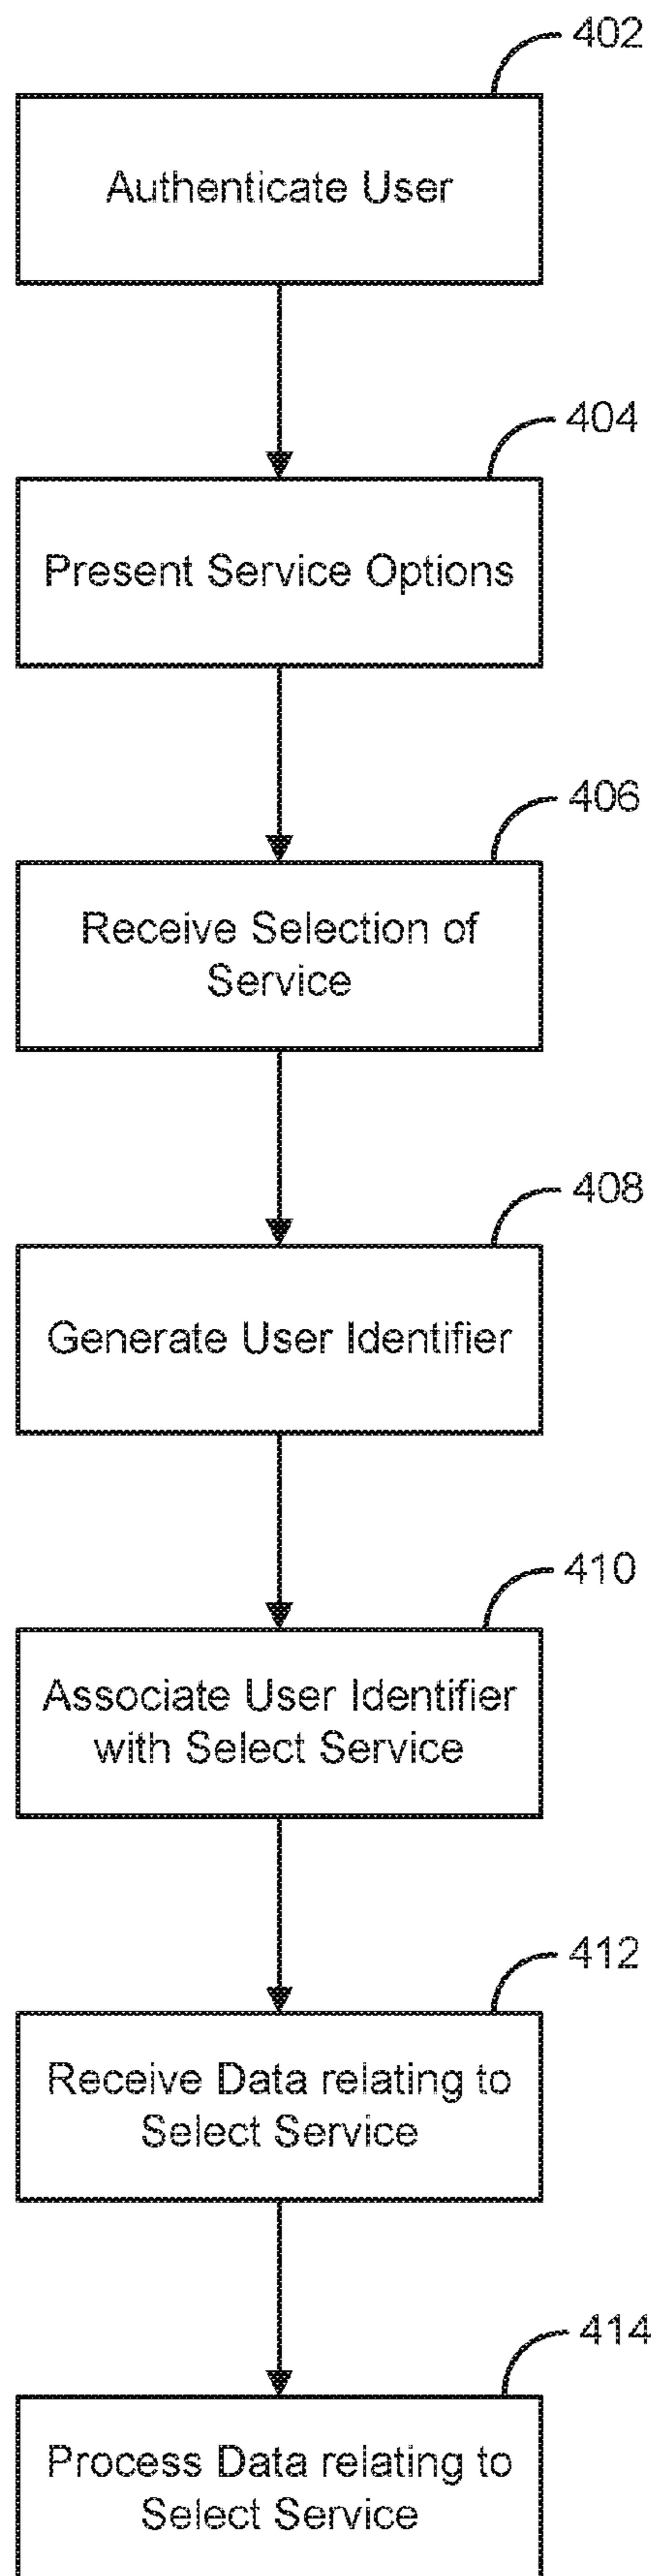 402
Authenticate User
404
Present Service Options
406
Receive Selection of
Service
408
Generate User Identifier
410
Associate User Identifier
with Select Service
412
Receive Data relating to
Select Service
414
Process Data relating to
Select Service